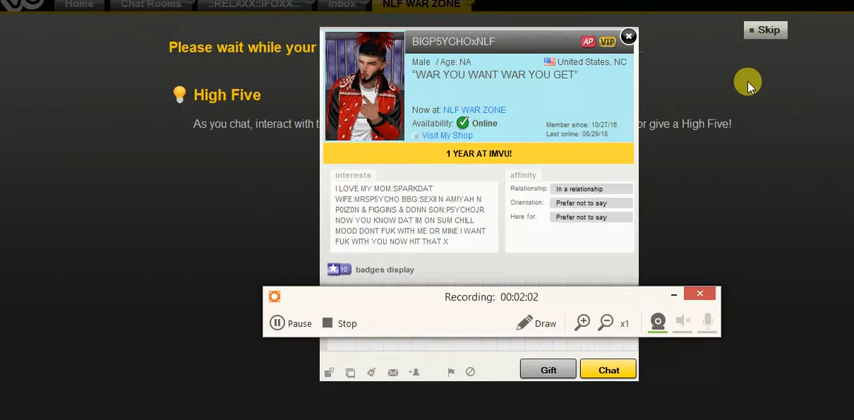 Home
Chat Rooms
::RELAXX::IFOXX...
Inbox
NLF WAR ZONE
Skip
Please wait while your
BIGP5YCHOxNLF
AP
VIP
Male / Age: NA
United States, NC
"WAR YOU WANT WAR YOU GET"
High Five
Now at: NLF WAR ZONE
As you chat, interact with t
or give a High Five!
Availability: Online
Member since: 10/27/16
Visit My Shop
Last online: 08/29/18
1 YEAR AT IMVU!
interests
affinity
I LOVE MY MOM:SPARKDAT
WIFE:MRSP5YCHO BBG:SEXII N AMIYAH N
P0IZ0N & FIGGINS & DONN SON:P5YCHOJR
NOW YOU KNOW DAT IM ON SUM CHILL
MOOD DONT FUK WITH ME OR MINE I WANT
FUK WITH YOU NOW HIT THAT X
Relationship: In a relationship
Orientation: Prefer not to say
Here for: Prefer not to say
10 badges display
Recording: 00:02:02
Pause
Stop
Draw
x1
Gift
Chat